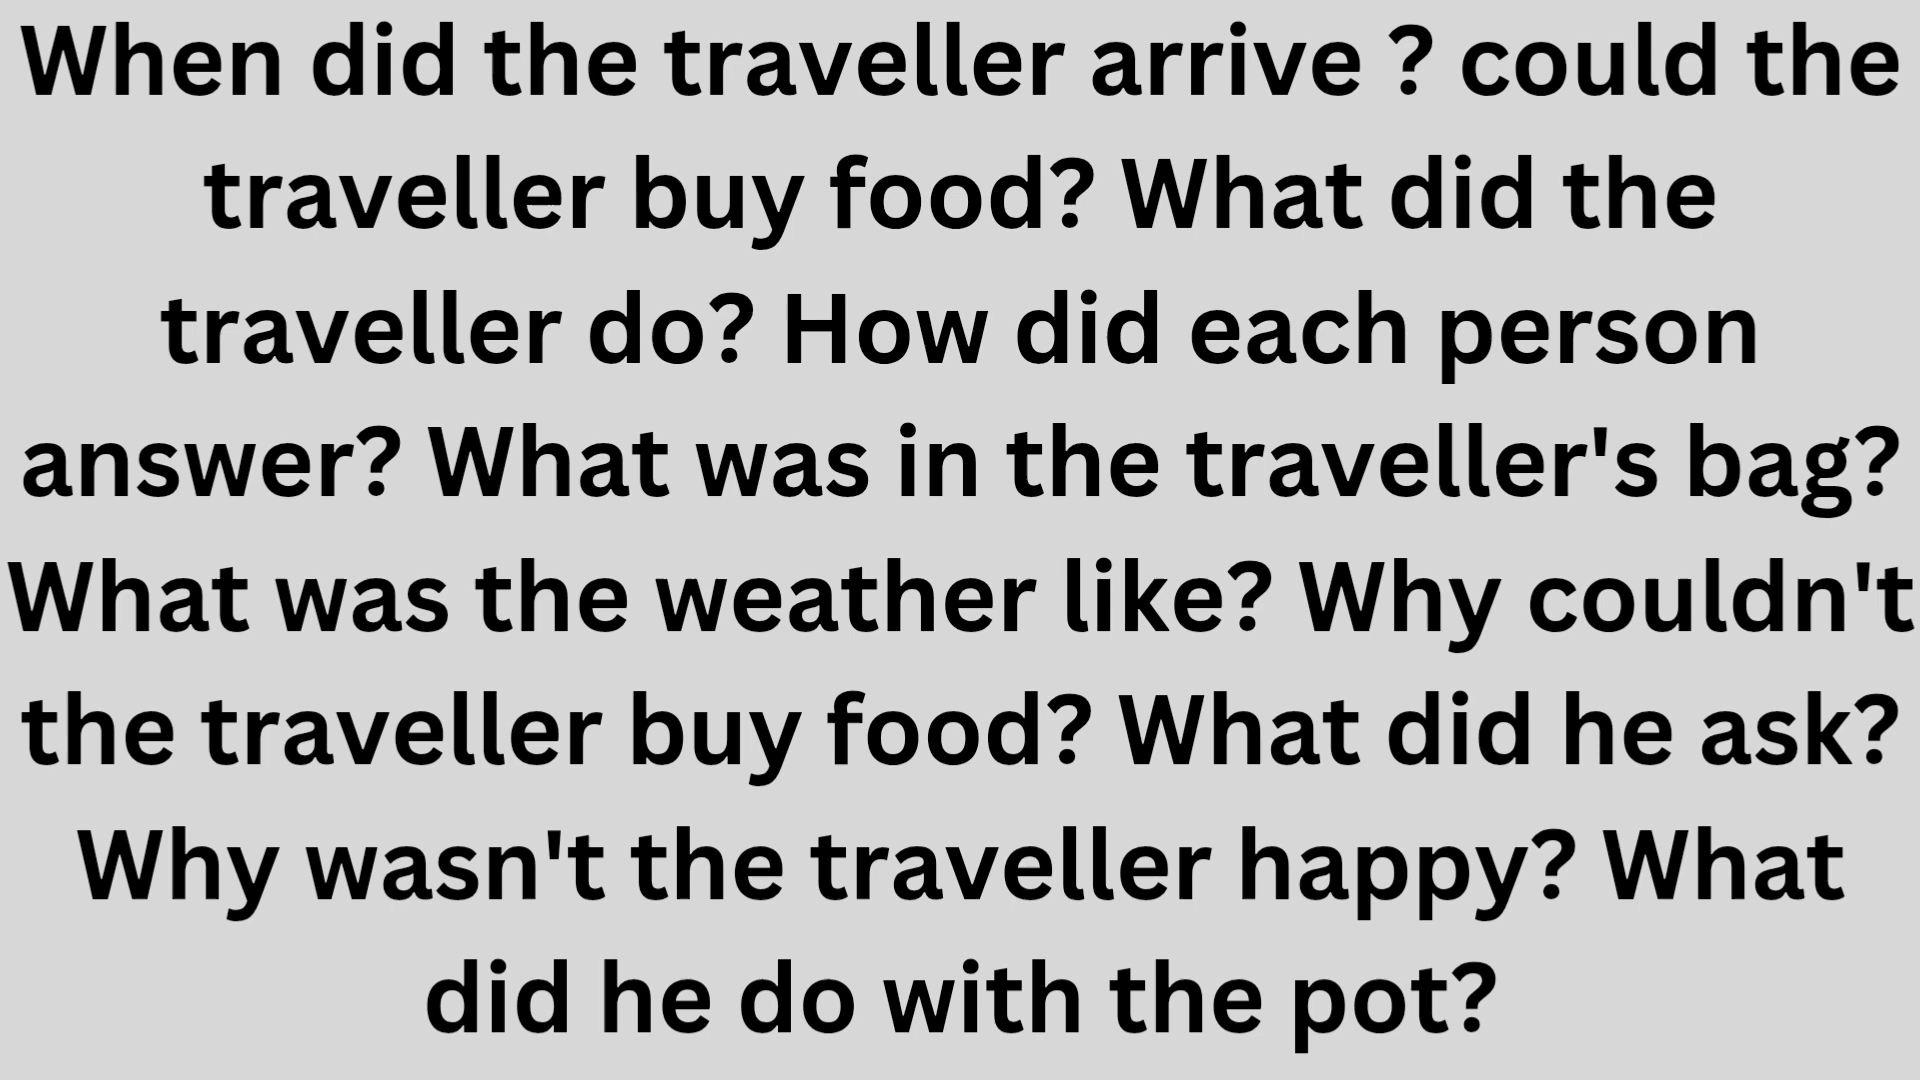 When did the traveller arrive ? could the
traveller buy food? What did the
traveller do? How did each person
answer? What was in the traveller's bag?
What was the weather like? Why couldn't
the traveller buy food? What did he ask?
Why wasn't the traveller happy? What
did he do with the pot?